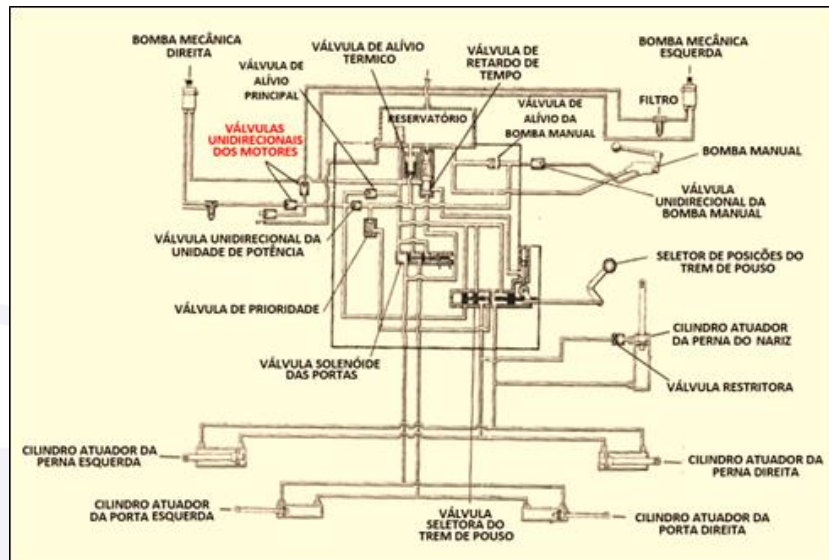 BOMBA MECÂNICA
DIREITA
VÁLVULA DE ALÍVIO
TÉRMICO
VÁLVULA DE
RETARDO DE
TEMPO
BOMBA MECÂNICA
ESQUERDA
VÁLVULA DE
ALÍVIO
PRINCIPAL
RESERVATÓRIO
VÁLVULA DE
ALÍVIO DA
BOMBA MANUAL
FILTRO
VÁLVULAS
UNIDIRECIONAIS
DOS MOTORES
BOMBA MANUAL
VÁLVULA
UNIDIRECIONAL DA
BOMBA MANUAL
VÁLVULA UNIDIRECIONAL DA
UNIDADE DE POTÊNCIA
SELETOR DE POSIÇÕES DO
TREM DE POUSO
VÁLVULA DE PRIORIDADE
CILINDRO ATUADOR
DA PERNA DO NARIZ
VÁLVULA SOLENÓIDE
DAS PORTAS
VÁLVULA RESTRITORA
CILINDRO ATUADOR DA
PERNA ESQUERDA
CILINDRO ATUADOR DA
PERNA DIREITA
CILINDRO ATUADOR
DA PORTA ESQUERDA
VÁLVULA
SELETORA DO
TREM DE POUSO
CILINDRO ATUADOR DA
PORTA DIREITA